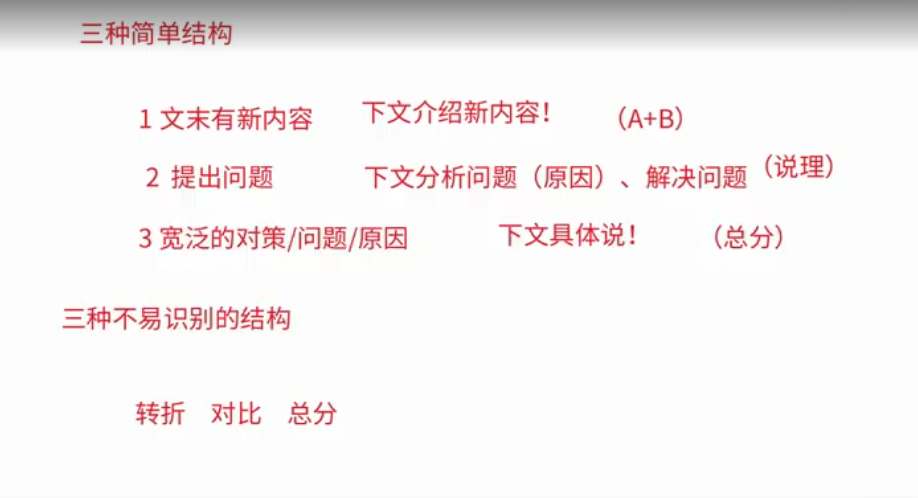 三种简单结构
1 文末有新内容 下文介绍新内容！ （A+B）
2 提出问题 下文分析问题（原因）、解决问题（说理）
3 宽泛的对策/问题/原因 下文具体说！ （总分）
三种不易识别的结构
转折 对比 总分